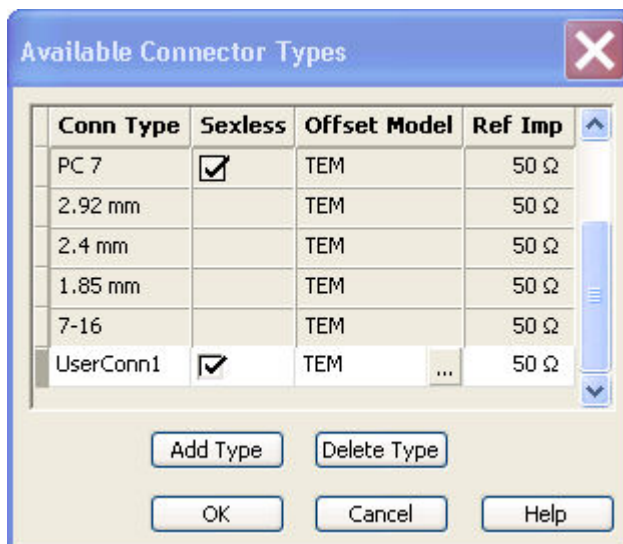 Available Connector Types
Conn Type Sexless Offset Model Ref Imp
PC 7 TEM 50 Ω
2.92 mm TEM 50 Ω
2.4 mm TEM 50 Ω
1.85 mm TEM 50 Ω
7-16 TEM 50 Ω
UserConn1 TEM ... 50 Ω
Add Type Delete Type
OK Cancel Help